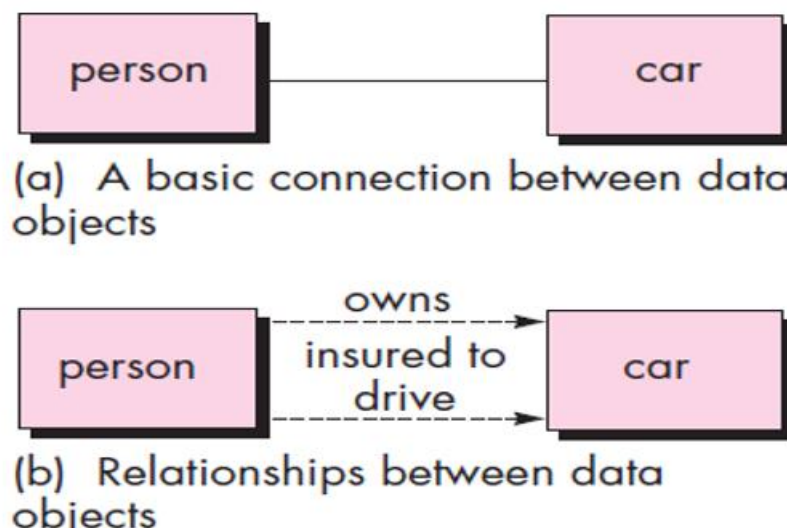 person
car
(a) A basic connection between data
objects
owns
person
insured to
drive
car
(b) Relationships between data
objects